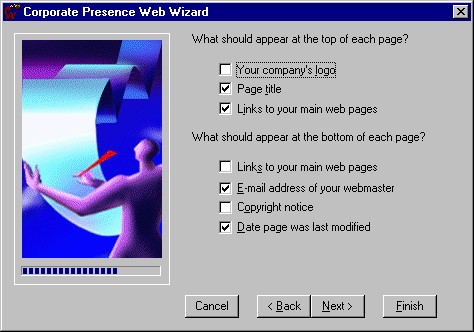 Corporate Presence Web Wizard
What should appear at the top of each page?
Your company's logo
Page title
Links to your main web pages
What should appear at the bottom of each page?
Links to your main web pages
E-mail address of your webmaster
Copyright notice
Date page was last modified
Cancel
< Back
Next >
Finish